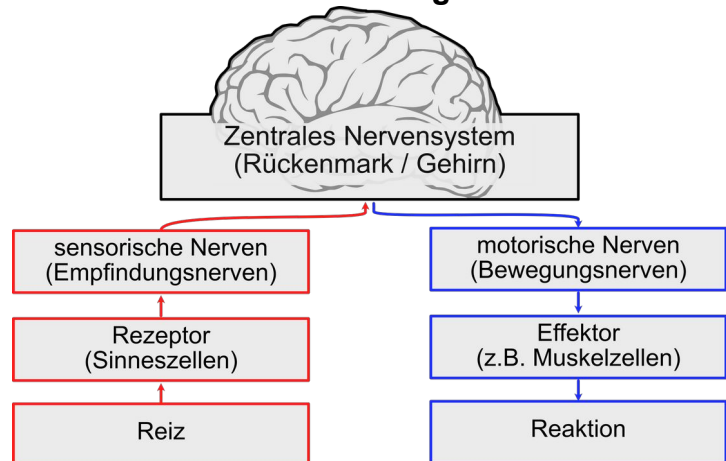 Zentrales Nervensystem
(Rückenmark / Gehirn)
sensorische Nerven
(Empfindungsnerven)
motorische Nerven
(Bewegungsnerven)
Rezeptor
(Sinneszellen)
Effektor
(z.B. Muskelzellen)
Reiz
Reaktion